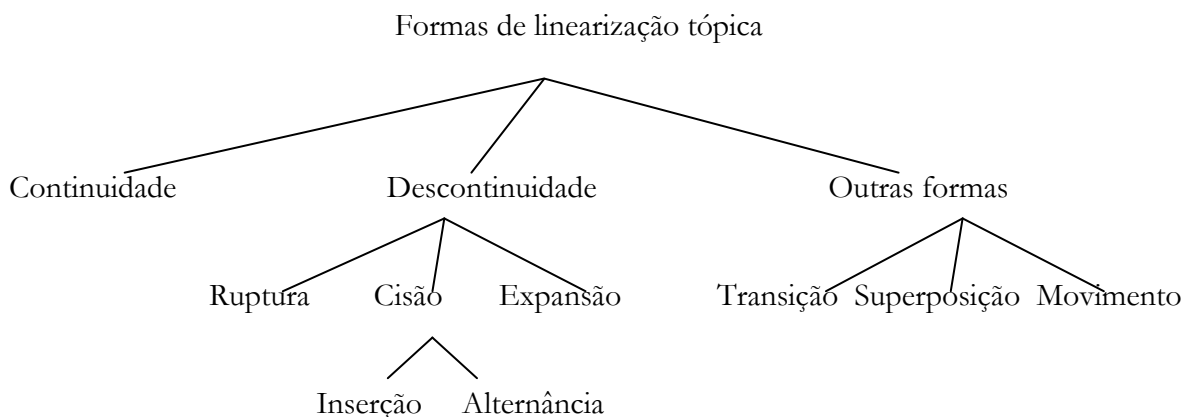 Formas de linearização tópica
Continuidade Descontinuidade Outras formas
Ruptura Cisão Expansão Transição Superposição Movimento
Inserção Alternância